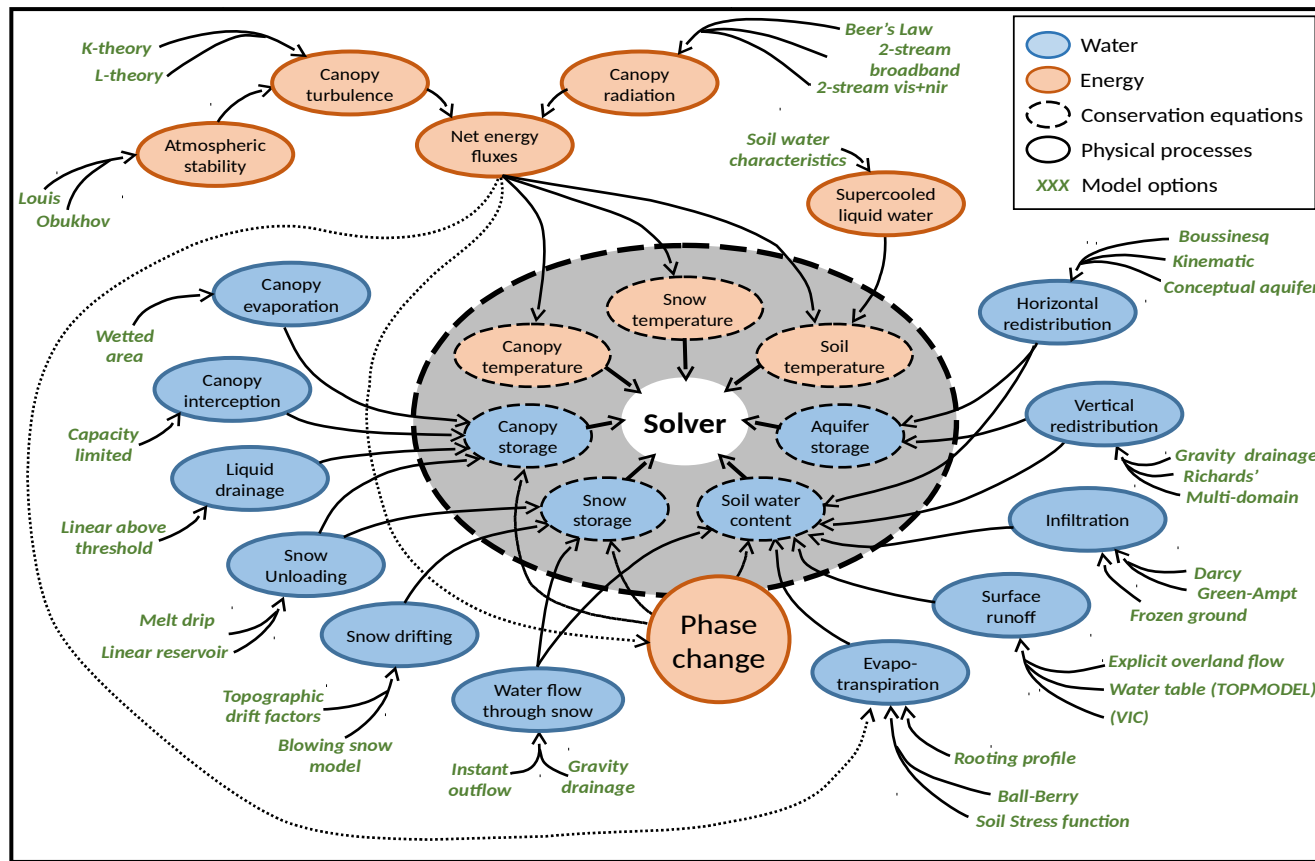 K-theory
L-theory
Canopy
turbulence
Canopy
radiation
Beer's Law
2-stream
broadband
2-stream vis+nir
Atmospheric
stability
Net energy
fluxes
Louis
Obukhov
Soil water
characteristics
Supercooled
liquid water
Water
Energy
Conservation equations
Physical processes
XXX Model options
Boussinesq
Kinematic
Conceptual aquifer
Horizontal
redistribution
Canopy
evaporation
Wetted
area
Canopy
interception
Capacity
limited
Liquid
drainage
Linear above
threshold
Snow
Unloading
Melt drip
Linear reservoir
Snow drifting
Topographic
drift factors
Blowing snow
model
Water flow
through snow
Instant
outflow
Gravity
drainage
Snow
temperature
Canopy
temperature
Soil
temperature
Solver
Canopy
storage
Aquifer
storage
Snow
storage
Soil water
content
Phase
change
Vertical
redistribution
Gravity drainage
Richards'
Multi-domain
Infiltration
Darcy
Green-Ampt
Frozen ground
Surface
runoff
Explicit overland flow
Water table (TOPMODEL)
(VIC)
Evapo-
transpiration
Rooting profile
Ball-Berry
Soil Stress function